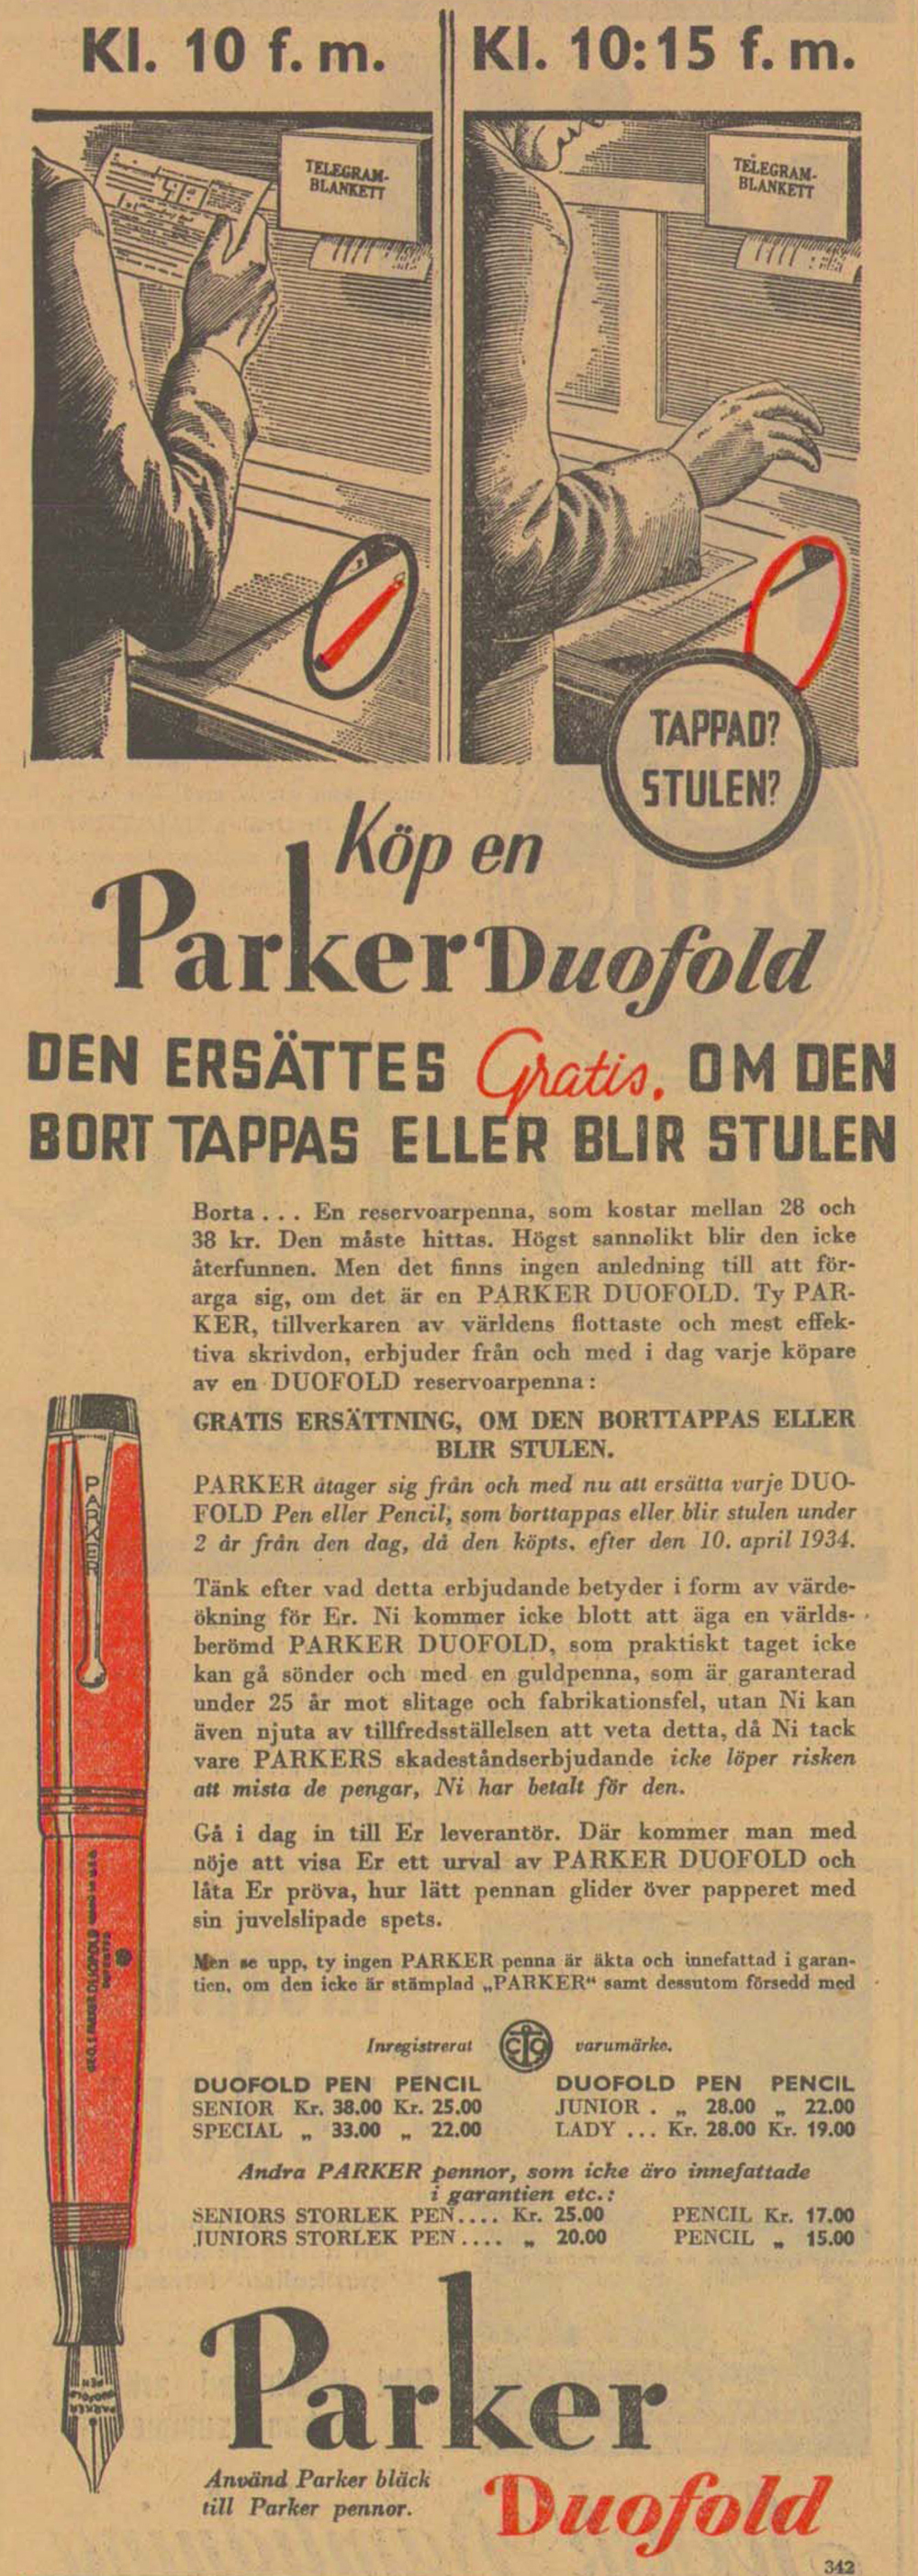 Kl. 10 f. m.
Kl. 10:15 f. m.
TELEGRAM-
BLANKETT
TELEGRAM-
BLANKETT
TAPPAD?
STULEN?
Köp en
Parker Duofold
DEN ERSÄTTES Gratis, OM DEN
BORT TAPPAS ELLER BLIR STULEN
Borta ... En reservoarpenna, som kostar mellan 28 och
38 kr. Den måste hittas. Högst sannolikt blir den icke
återfunnen. Men det finns ingen anledning till att för-
arga sig, om det är en PARKER DUOFOLD. Ty PAR-
KER, tillverkaren av världens flottaste och mest effek-
tiva skrivdon, erbjuder från och med i dag varje köpare
av en DUOFOLD reservoarpenna:
GRATIS ERSÄTTNING, OM DEN BORTTAPPAS ELLER
BLIR STULEN.
PARKER åtager sig från och med nu att ersätta varje DUO-
FOLD Pen eller Pencil, som borttappas eller blir stulen under
2 år från den dag, då den köpts, efter den 10. april 1934.
Tänk efter vad detta erbjudande betyder i form av värde-
ökning för Er. Ni kommer icke blott att äga en världs-
berömd PARKER DUOFOLD, som praktiskt taget icke
kan gå sönder och med en guldpenna, som är garanterad
under 25 år mot slitage och fabrikationsfel, utan Ni kan
även njuta av tillfredsställelsen att veta detta, då Ni tack
vare PARKERS skadeståndserbjudande icke löper risken
att mista de pengar, Ni har betalt för den.
Gå i dag in till Er leverantör. Där kommer man med
nöje att visa Er ett urval av PARKER DUOFOLD och
låta Er pröva, hur lätt pennan glider över papperet med
sin juvelslipade spets.
Men se upp, ty ingen PARKER penna är äkta och innefattad i garan-
tien, om den icke är stämplad „PARKER“ samt dessutom försedd med
Inregistrerat varumärke.
DUOFOLD PEN PENCIL
SENIOR Kr. 38.00 Kr. 25.00
SPECIAL „ 33.00 „ 22.00
DUOFOLD PEN PENCIL
JUNIOR . „ 28.00 „ 22.00
LADY ... Kr. 28.00 Kr. 19.00
Andra PARKER pennor, som icke äro innefattade
i garantien etc.:
SENIORS STORLEK PEN.... Kr. 25.00 PENCIL Kr. 17.00
JUNIORS STORLEK PEN.... „ 20.00 PENCIL „ 15.00
PARKER
Parker
Använd Parker bläck
till Parker pennor.
Duofold
342